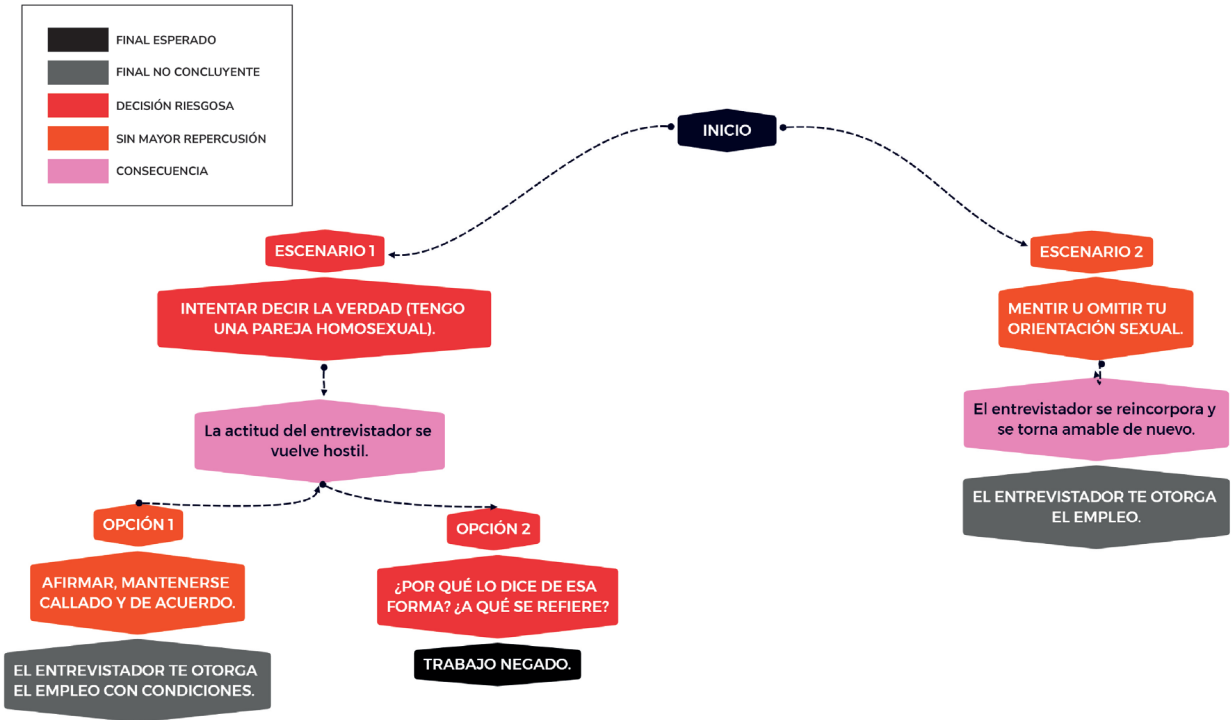 FINAL ESPERADO
FINAL NO CONCLUYENTE
DECISIÓN RIESGOSA
SIN MAYOR REPERCUSIÓN
CONSECUENCIA
INICIO
ESCENARIO 1
INTENTAR DECIR LA VERDAD (TENGO
UNA PAREJA HOMOSEXUAL).
La actitud del entrevistador se
vuelve hostil.
OPCIÓN 1
AFIRMAR, MANTENERSE
CALLADO Y DE ACUERDO.
EL ENTREVISTADOR TE OTORGA
EL EMPLEO CON CONDICIONES.
OPCIÓN 2
¿POR QUÉ LO DICE DE ESA
FORMA? ¿A QUÉ SE REFIERE?
TRABAJO NEGADO.
ESCENARIO 2
MENTIR U OMITIR TU
ORIENTACIÓN SEXUAL.
El entrevistador se reincorpora y
se torna amable de nuevo.
EL ENTREVISTADOR TE OTORGA
EL EMPLEO.